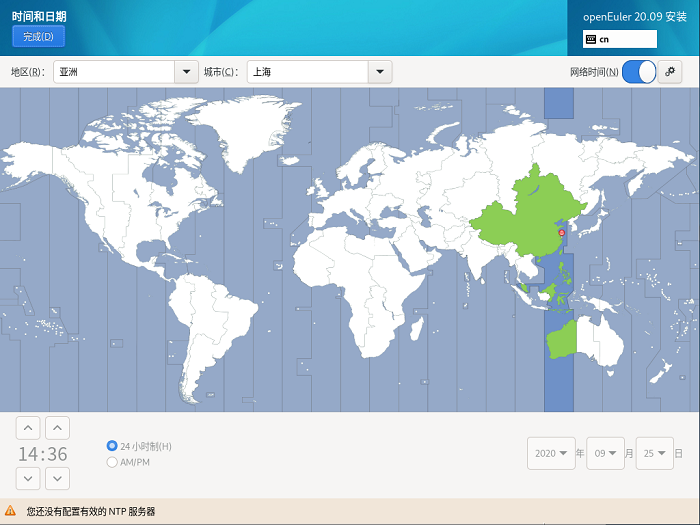 时间和日期
openEuler 20.09 安装
完成(D)
cn
地区(R)： 亚洲 城市(C)： 上海 网络时间(N)
14:36
24 小时制(H)
AM/PM
2020 年 09 月 25 日
您还没有配置有效的 NTP 服务器